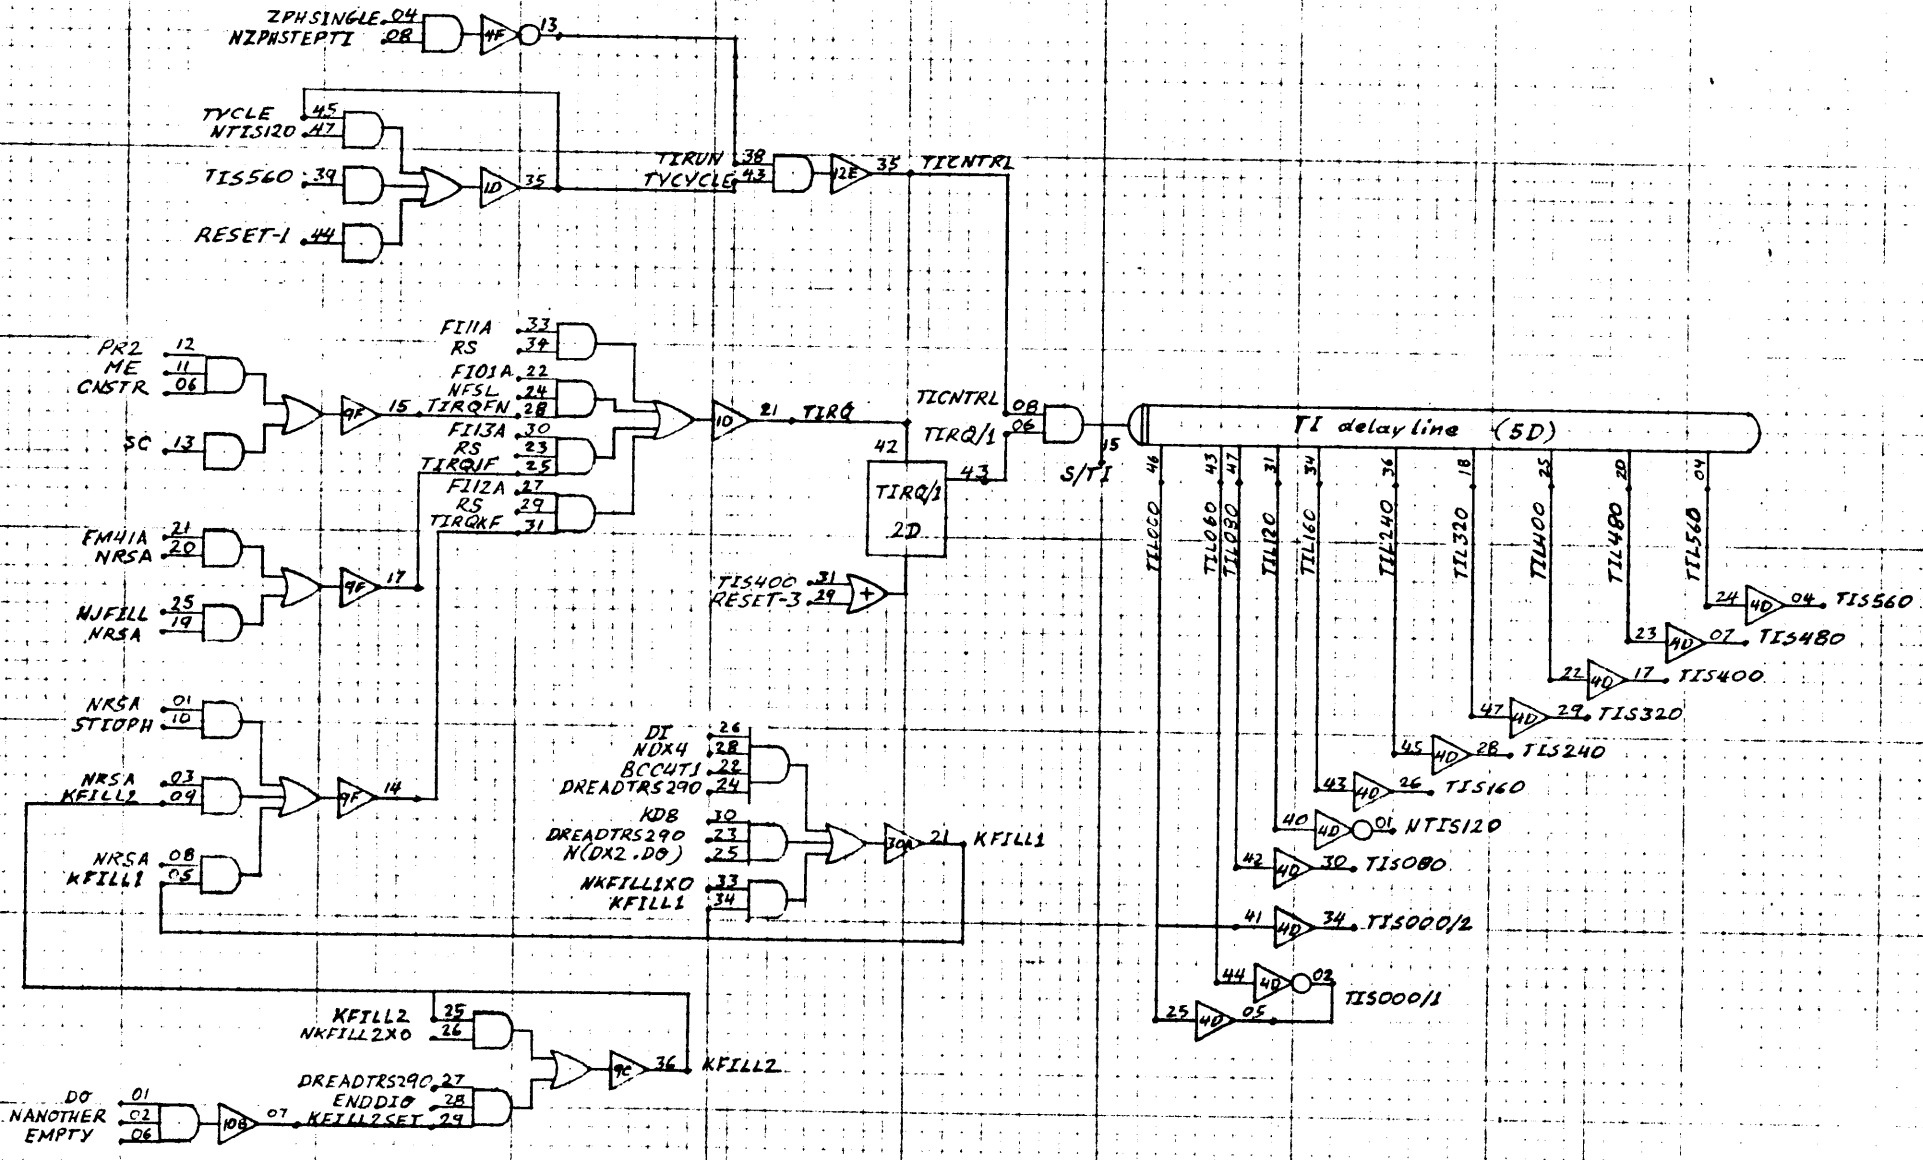 ZPHSINGLE 04
NZPHSTEPTI 08
4F 13
TYCLE 45
NTIS120 47
TIS560 39
1D 35
RESET-1 44
TIRUN 38
TYCYCLE 43
12E 35 TICNTRL
PR2 12
ME 11
CNSTR 06
SC 13
9F 15 TIRQFN
FI11A 33
RS 34
FI01A 22
NFSL 24
TIRQFN 28
FI13A 30
RS 23
TIRQIF 25
FI12A 27
RS 29
TIRQKF 31
1D 21 TIRQ
42
TIRQ/1
2D
43
TICNTRL 08
TIRQ/1 06
15
S/TI
TI delay line (5D)
46 TIL000
43 TIL060
47 TIL080
31 TIL120
34 TIL160
36 TIL240
18 TIL320
25 TIL400
20 TIL480
04 TIL560
FM41A 21
NRSA 20
MJFILL 25
NRSA 19
9F 17
TIS400 31
RESET-3 29
+
24 4D 04 TIS560
23 4D 07 TIS480
22 4D 17 TIS400
47 4D 29 TIS320
45 4D 28 TIS240
43 4D 26 TIS160
40 4D 01 NTIS120
42 4D 30 TIS080
41 4D 34 TIS000/2
44 4D 02
TIS000/1
25 4D 05
NRSA 01
STIOPH 10
NRSA 03
KFILL2 09
NRSA 08
KFILL1 05
9F 14
DI 26
NDX4 28
BCC4T1 22
DREADTRS290 24
KDB 30
DREADTRS290 23
N(DX2.DO) 25
NKFILL1X0 33
KFILL1 34
30A 21 KFILL1
KFILL2 25
NKFILL2X0 26
DREADTRS290 27
ENDDIO 28
KFILL2SET 29
9C 36 KFILL2
DO 01
NANOTHER 02
EMPTY 06
10B 07